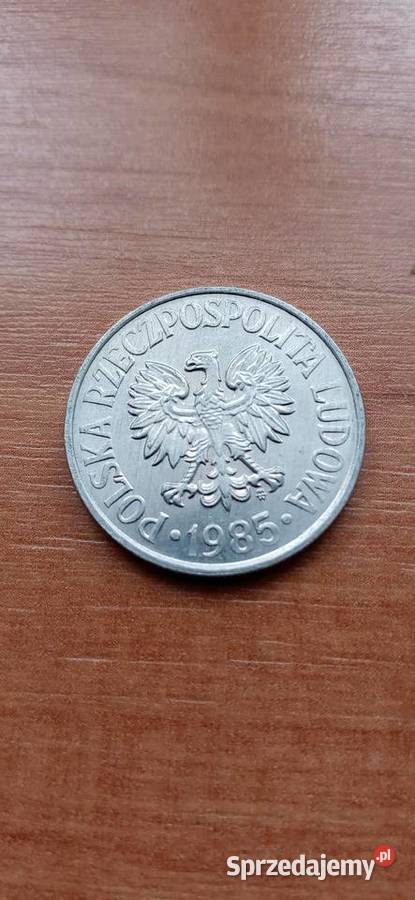 POLSKA RZECZPOSPOLITA LUDOWA
· 1985 ·
Sprzedajemy.pl